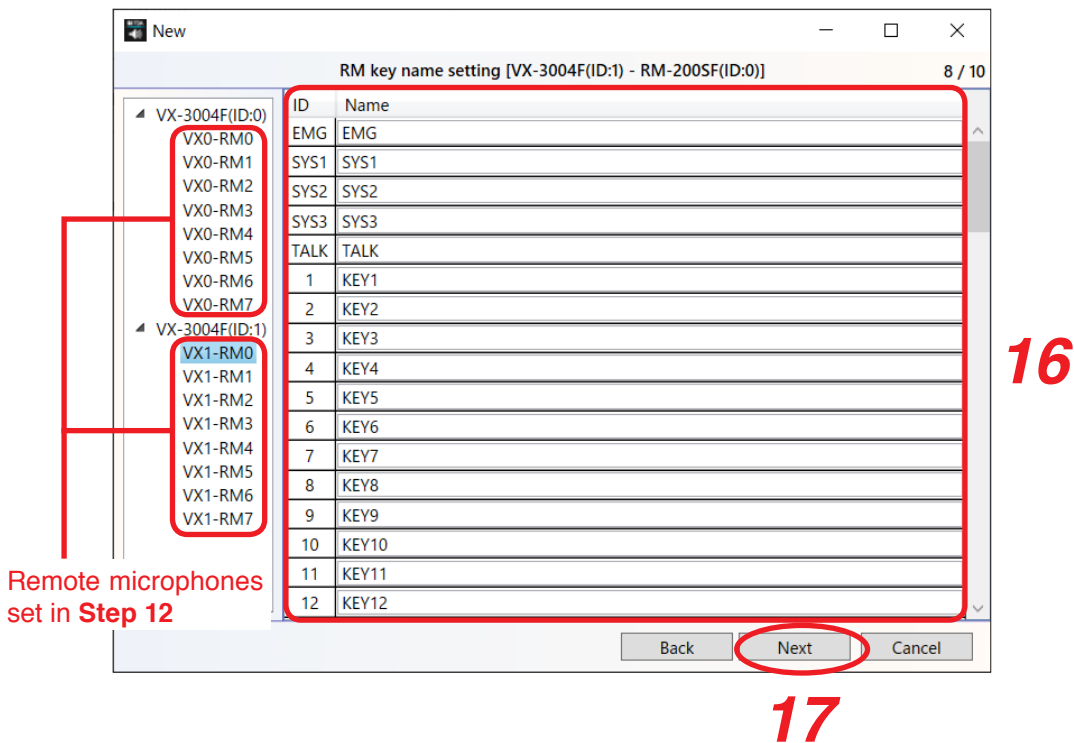 New
RM key name setting [VX-3004F(ID:1) - RM-200SF(ID:0)]
8 / 10
VX-3004F(ID:0)
VX0-RM0
VX0-RM1
VX0-RM2
VX0-RM3
VX0-RM4
VX0-RM5
VX0-RM6
VX0-RM7
VX-3004F(ID:1)
VX1-RM0
VX1-RM1
VX1-RM2
VX1-RM3
VX1-RM4
VX1-RM5
VX1-RM6
VX1-RM7
Remote microphones
set in Step 12
ID Name
EMG EMG
SYS1 SYS1
SYS2 SYS2
SYS3 SYS3
TALK TALK
1 KEY1
2 KEY2
3 KEY3
4 KEY4
5 KEY5
6 KEY6
7 KEY7
8 KEY8
9 KEY9
10 KEY10
11 KEY11
12 KEY12
16
Back Next Cancel
17